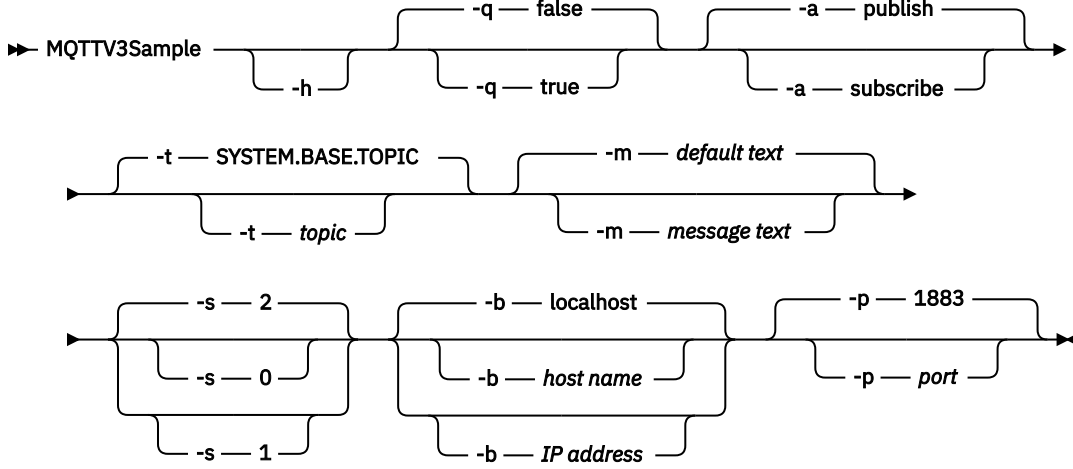 -q false -a publish
MQTTV3Sample
-h -q true -a subscribe
-t SYSTEM.BASE.TOPIC -m default text
-t topic -m message text
-s 2 -b localhost -p 1883
-s 0 -b host name -p port
-s 1 -b IP address